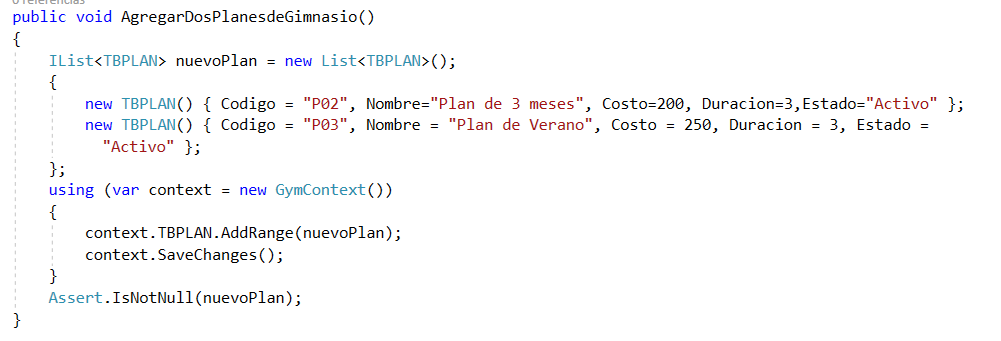 0 referencias
public void AgregarDosPlanesdeGimnasio()
{
IList<TBPLAN> nuevoPlan = new List<TBPLAN>();
{
new TBPLAN() { Codigo = "P02", Nombre="Plan de 3 meses", Costo=200, Duracion=3,Estado="Activo" };
new TBPLAN() { Codigo = "P03", Nombre = "Plan de Verano", Costo = 250, Duracion = 3, Estado =
"Activo" };
};
using (var context = new GymContext())
{
context.TBPLAN.AddRange(nuevoPlan);
context.SaveChanges();
}
Assert.IsNotNull(nuevoPlan);
}